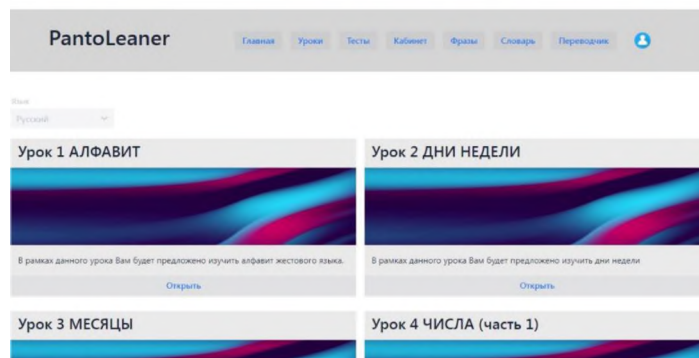 PantoLeaner
Главная Уроки Тесты Кабинет Фразы Словарь Переводчик
Язык
Русский
Урок 1 АЛФАВИТ
В рамках данного урока Вам будет предложено изучить алфавит жестового языка.
Открыть
Урок 2 ДНИ НЕДЕЛИ
В рамках данного урока Вам будет предложено изучить дни недели
Открыть
Урок 3 МЕСЯЦЫ
Урок 4 ЧИСЛА (часть 1)